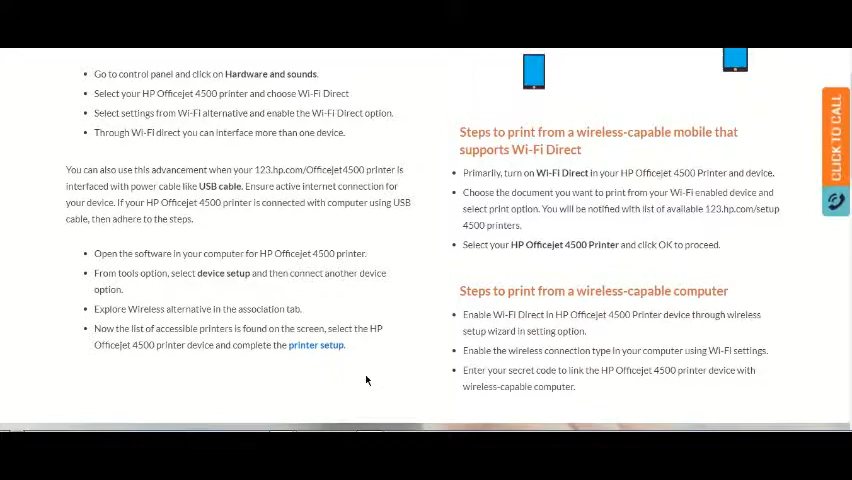 Go to control panel and click on Hardware and sounds.
Select your HP Officejet 4500 printer and choose Wi-Fi Direct
Select settings from Wi-Fi alternative and enable the Wi-Fi Direct option.
Through Wi-Fi direct you can interface more than one device.
You can also use this advancement when your 123.hp.com/Officejet4500 printer is
interfaced with power cable like USB cable. Ensure active internet connection for
your device. If your HP Officejet 4500 printer is connected with computer using USB
cable, then adhere to the steps.
Open the software in your computer for HP Officejet 4500 printer.
From tools option, select device setup and then connect another device
option.
Explore Wireless alternative in the association tab.
Now the list of accessible printers is found on the screen, select the HP
Officejet 4500 printer device and complete the printer setup.
Steps to print from a wireless-capable mobile that
supports Wi-Fi Direct
Primarily, turn on Wi-Fi Direct in your HP Officejet 4500 Printer and device.
Choose the document you want to print from your Wi-Fi enabled device and
select print option. You will be notified with list of available 123.hp.com/setup
4500 printers.
Select your HP Officejet 4500 Printer and click OK to proceed.
Steps to print from a wireless-capable computer
Enable Wi-Fi Direct in HP Officejet 4500 Printer device through wireless
setup wizard in setting option.
Enable the wireless connection type in your computer using Wi-Fi settings.
Enter your secret code to link the HP Officejet 4500 printer device with
wireless-capable computer.
CLICK TO CALL